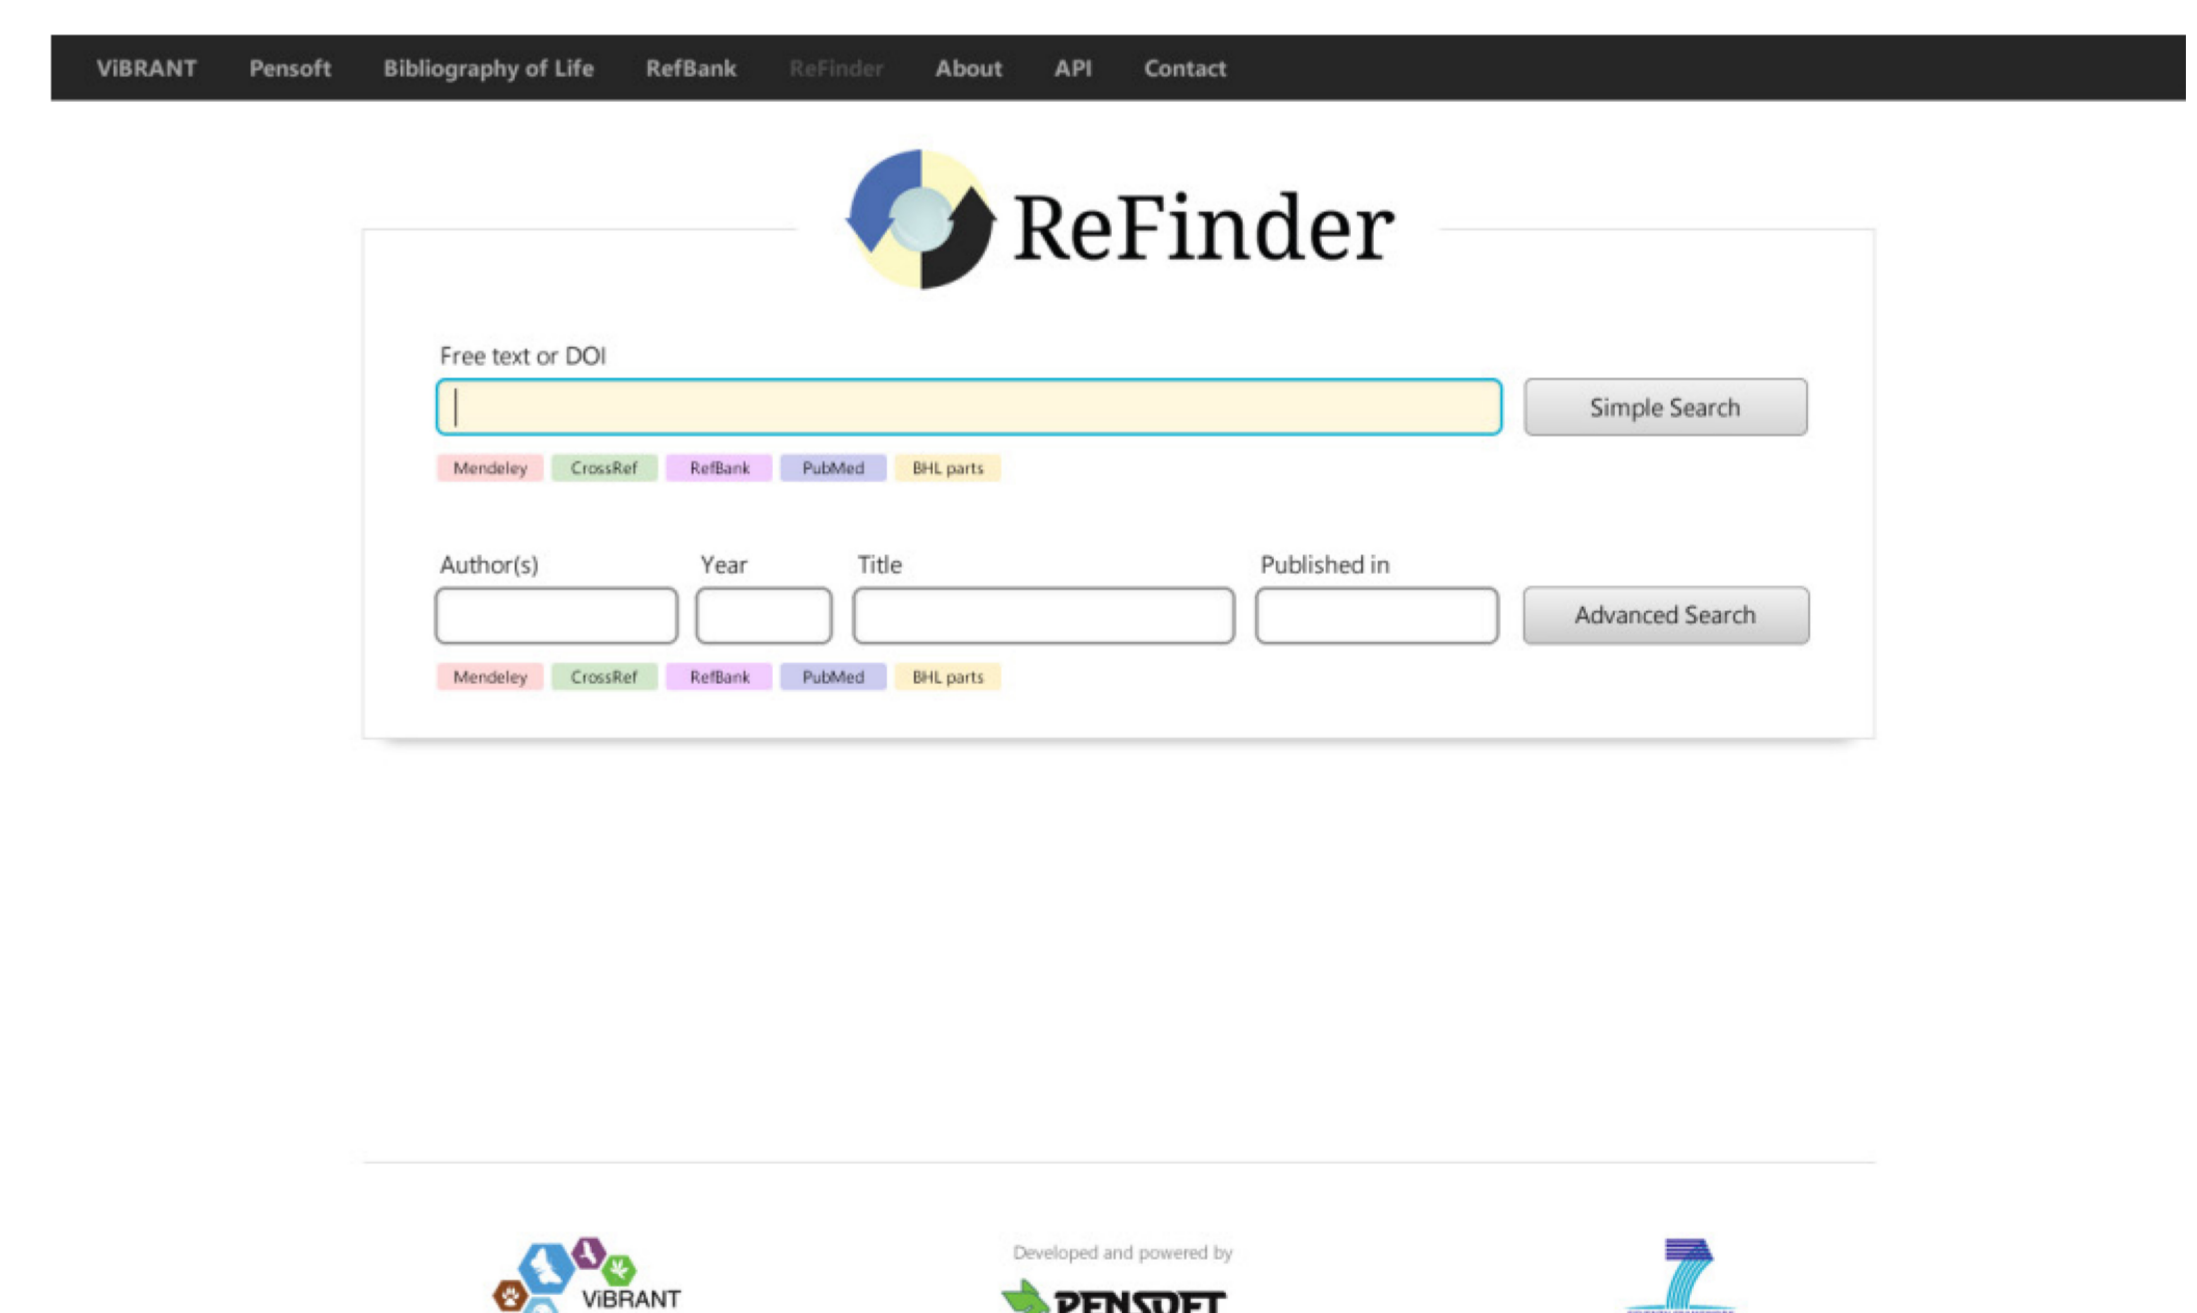 ViBRANT Pensoft Bibliography of Life RefBank ReFinder About API Contact
ReFinder
Free text or DOI
Simple Search
Mendeley CrossRef RefBank PubMed BHL parts
Author(s) Year Title Published in
Advanced Search
Mendeley CrossRef RefBank PubMed BHL parts
ViBRANT
Developed and powered by
PENSOFT
7